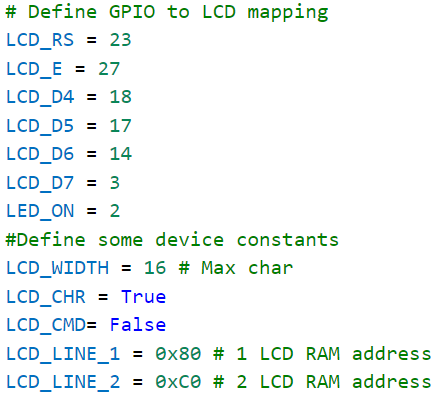 # Define GPIO to LCD mapping
LCD_RS = 23
LCD_E = 27
LCD_D4 = 18
LCD_D5 = 17
LCD_D6 = 14
LCD_D7 = 3
LED_ON = 2
#Define some device constants
LCD_WIDTH = 16 # Max char
LCD_CHR = True
LCD_CMD= False
LCD_LINE_1 = 0x80 # 1 LCD RAM address
LCD_LINE_2 = 0xC0 # 2 LCD RAM address